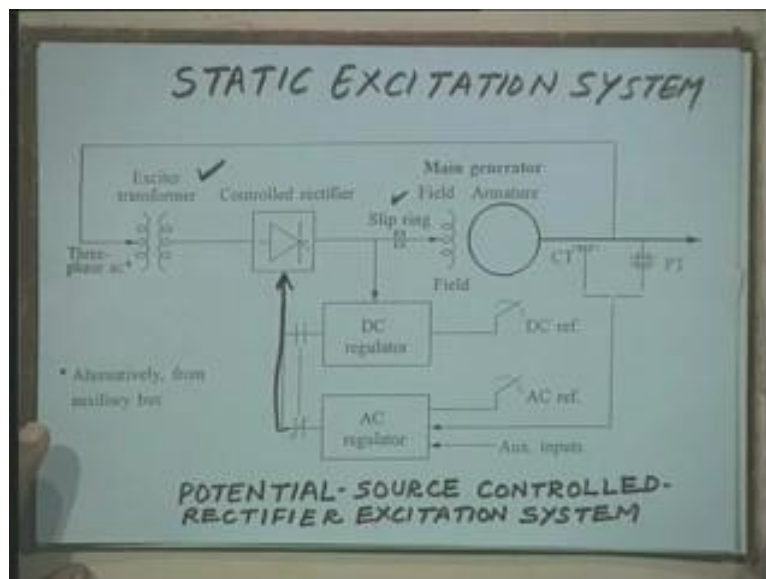 STATIC EXCITATION SYSTEM
Main generator
Exciter
transformer
Controlled rectifier
Field Armature
Slip ring
Three-
phase ac*
CT
PT
Field
DC
regulator
DC ref.
* Alternatively, from
auxiliary bus
AC
regulator
AC ref.
Aux. inputs
POTENTIAL-SOURCE CONTROLLED-
RECTIFIER EXCITATION SYSTEM